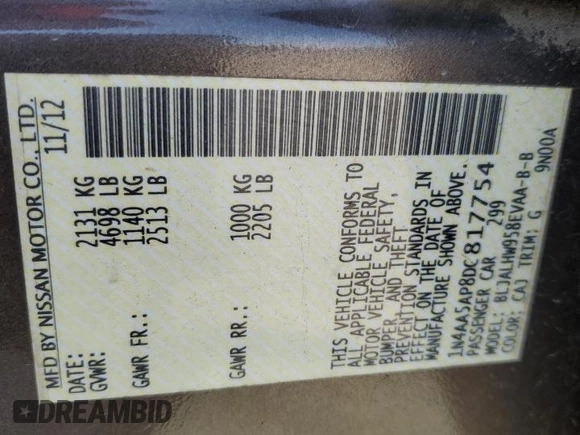 MFD BY NISSAN MOTOR CO., LTD.
DATE: 11/12
GVWR: 2131 KG
4698 LB
GAWR FR.: 1140 KG
2513 LB
GAWR RR.: 1000 KG
2205 LB
THIS VEHICLE CONFORMS TO
ALL APPLICABLE FEDERAL
MOTOR VEHICLE SAFETY,
BUMPER, AND THEFT
PREVENTION STANDARDS IN
EFFECT ON THE DATE OF
MANUFACTURE SHOWN ABOVE.
1N4AA5AP8DC817754
PASSENGER CAR 299
MODEL: BLJALHW958EVAA-B-B
COLOR: CAJ TRIM: G 9N00A
DREAMBID